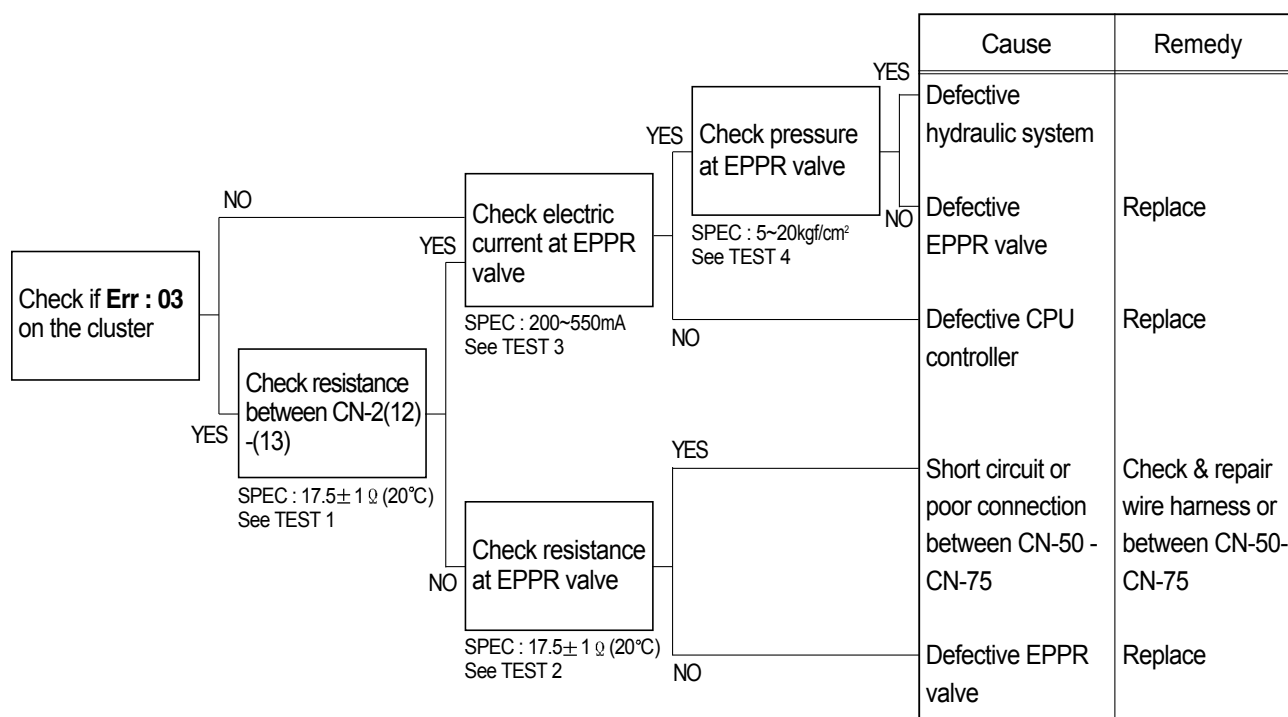 Cause
Remedy
YES
Defective
hydraulic system
YES
Check pressure
at EPPR valve
NO
Defective
EPPR valve
Replace
SPEC : 5~20kgf/cm²
See TEST 4
NO
Check electric
current at EPPR
valve
YES
SPEC : 200~550mA
See TEST 3
NO
Defective CPU
controller
Replace
Check if Err : 03
on the cluster
YES
Check resistance
between CN-2(12)
-(13)
SPEC : 17.5± 1 Ω (20°C)
See TEST 1
YES
Short circuit or
poor connection
between CN-50 -
CN-75
Check & repair
wire harness or
between CN-50-
CN-75
NO
Check resistance
at EPPR valve
SPEC : 17.5± 1 Ω (20°C)
See TEST 2
NO
Defective EPPR
valve
Replace